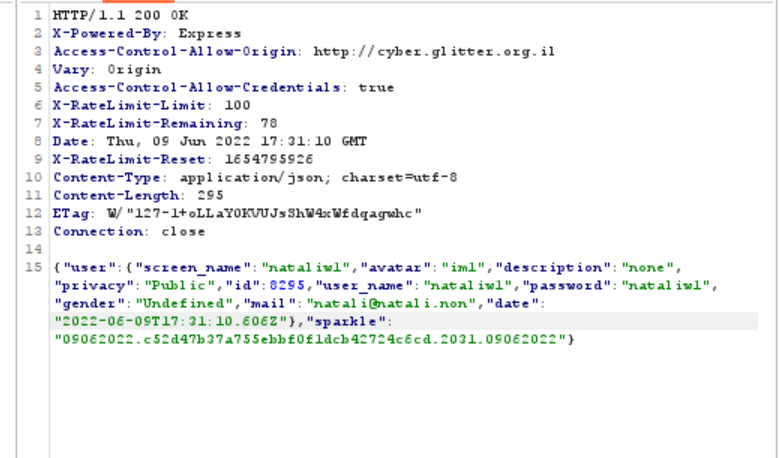 1 HTTP/1.1 200 OK
2 X-Powered-By: Express
3 Access-Control-Allow-Origin: http://cyber.glitter.org.il
4 Vary: Origin
5 Access-Control-Allow-Credentials: true
6 X-RateLimit-Limit: 100
7 X-RateLimit-Remaining: 78
8 Date: Thu, 09 Jun 2022 17:31:10 GMT
9 X-RateLimit-Reset: 1654795926
10 Content-Type: application/json; charset=utf-8
11 Content-Length: 295
12 ETag: W/"127-1+oLLaY0KVUJsShW4xWfdqagwhc"
13 Connection: close
14
15 {"user":{"screen_name":"nataliw1","avatar":"im1","description":"none",
"privacy":"Public","id":8295,"user_name":"nataliw1","password":"nataliw1",
"gender":"Undefined","mail":"natali@natali.non","date":
"2022-06-09T17:31:10.606Z"},"sparkle":
"09062022.c52d47b37a755ebbf0f1dcb42724c6cd.2031.09062022"}